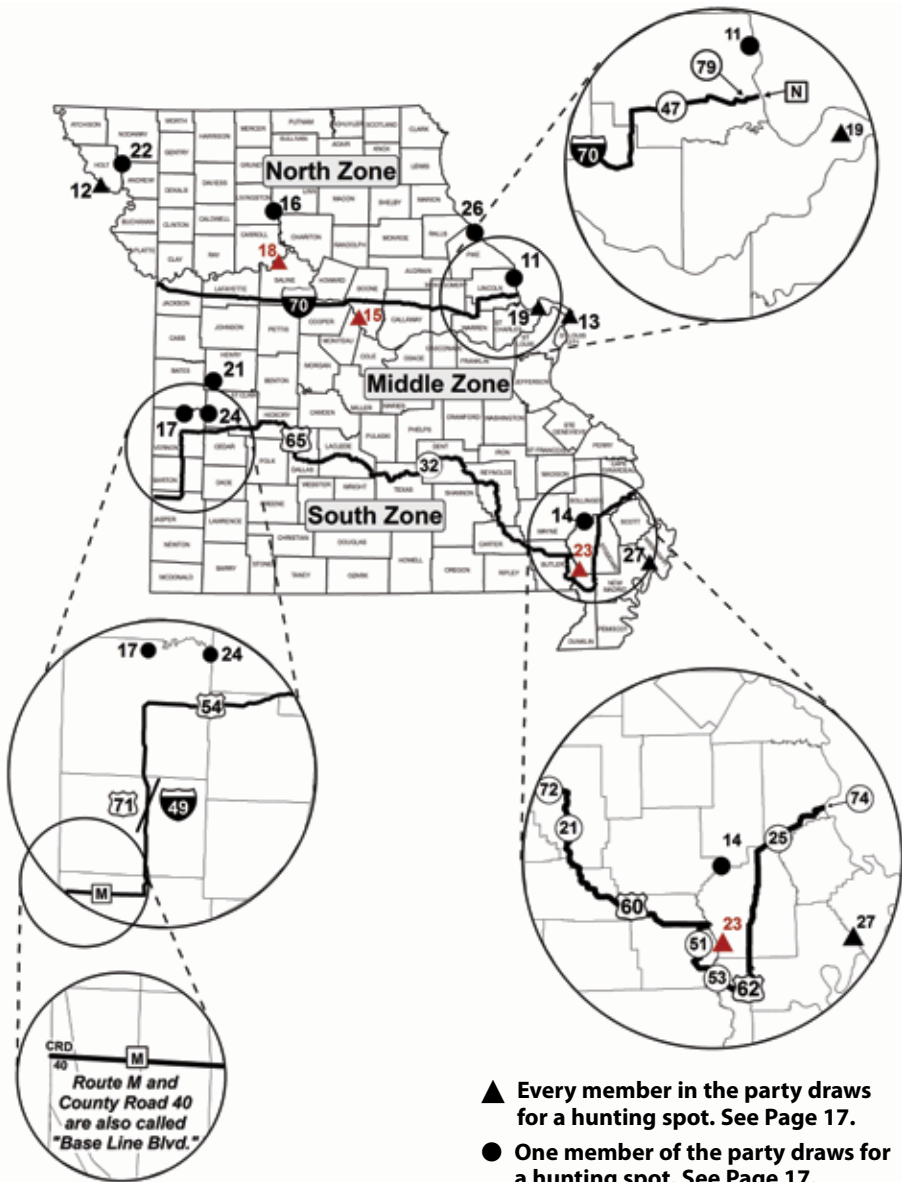 11
79
N
47
19
70
ATCHISON
NODAWAY
WORTH
HARRISON
MERCER
PUTNAM
SCHUYLER
SCOTLAND
CLARK
SULLIVAN
ADAIR
KNOX
GENTRY
LEWIS
HOLT
22
North Zone
ANDREW
DEKALB
DAVIESS
LINN
MACON
SHELBY
MARION
12
LIVINGSTON
16
26
BUCHANAN
CLINTON
CALDWELL
CARROLL
CHARITON
RANDOLPH
MONROE
RALLS
PLATTE
CLAY
RAY
PIKE
18
11
AUDRAIN
SALINE
HOWARD
BOONE
LINCOLN
LAFAYETTE
70
JACKSON
15
CALLAWAY
WARREN
19
13
COOPER
JOHNSON
PETTIS
MONITEAU
COLE
OSAGE
FRANKLIN
CASS
HENRY
MORGAN
JEFFERSON
BATES
21
BENTON
Middle Zone
MILLER
17
24
HICKORY
CAMDEN
CRAWFORD
WASHINGTON
VERNON
PULASKI
PHELPS
CEDAR
65
LACLEDE
DENT
IRON
PERRY
POLK
32
BARTON
DADE
DALLAS
REYNOLDS
MADISON
WEBSTER
WRIGHT
TEXAS
SHANNON
BOLLINGER
GREENE
South Zone
14
SCOTT
JASPER
LAWRENCE
WAYNE
CHRISTIAN
DOUGLAS
CARTER
NEWTON
HOWELL
23
27
BARRY
STONE
TANEY
OZARK
OREGON
RIPLEY
BUTLER
NEW
MADRID
MCDONALD
PEMISCOT
DUNKLIN
17
24
54
71
49
M
72
74
21
25
14
60
23
27
51
53
62
CRD
40
M
Route M and
County Road 40
are also called
"Base Line Blvd."
▲ Every member in the party draws
for a hunting spot. See Page 17.
● One member of the party draws for
a hunting spot. See Page 17.